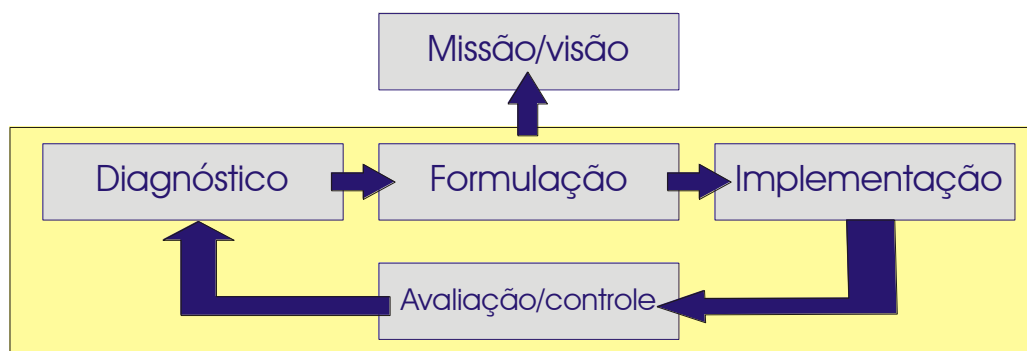 Missão/visão
Diagnóstico
Formulação
Implementação
Avaliação/controle